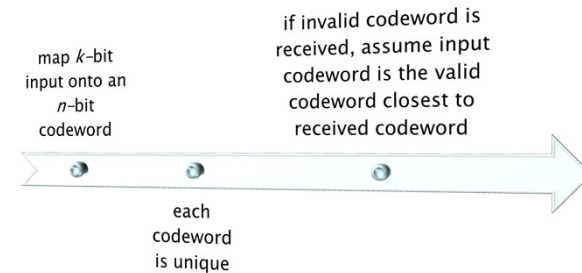 map k-bit
input onto an
n-bit
codeword
each
codeword
is unique
if invalid codeword is
received, assume input
codeword is the valid
codeword closest to
received codeword